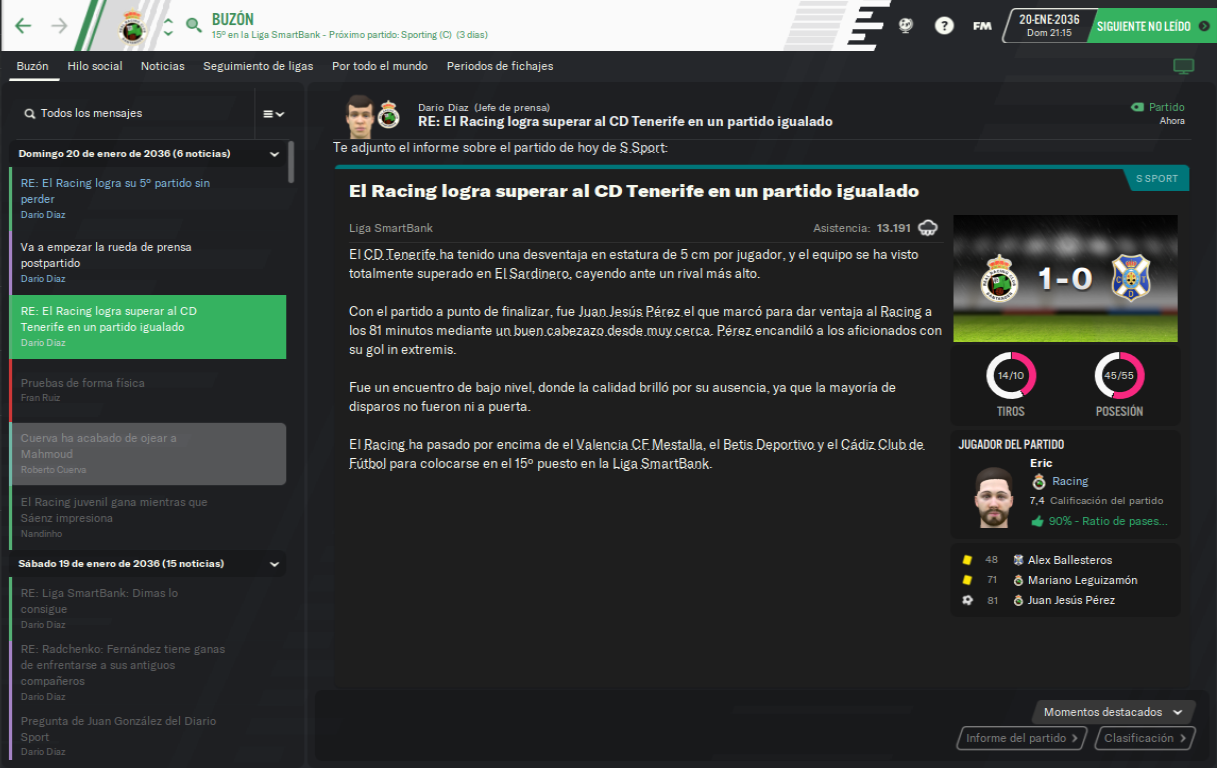 BUZÓN
15º en la Liga SmartBank - Próximo partido: Sporting (C) (3 días)
?
FM
20-ENE-2036
Dom 21:15
SIGUIENTE NO LEÍDO
Buzón
Hilo social
Noticias
Seguimiento de ligas
Por todo el mundo
Periodos de fichajes
Todos los mensajes
Domingo 20 de enero de 2036 (6 noticias)
RE: El Racing logra su 5º partido sin
perder
Darío Díaz
Va a empezar la rueda de prensa
postpartido
Darío Díaz
RE: El Racing logra superar al CD
Tenerife en un partido igualado
Darío Díaz
Pruebas de forma física
Fran Ruiz
Cuerva ha acabado de ojear a
Mahmoud
Roberto Cuerva
El Racing juvenil gana mientras que
Sáenz impresiona
Nandinho
Sábado 19 de enero de 2036 (15 noticias)
RE: Liga SmartBank: Dimas lo
consigue
Darío Díaz
RE: Radchenko: Fernández tiene ganas
de enfrentarse a sus antiguos
compañeros
Darío Díaz
Pregunta de Juan González del Diario
Sport
Darío Díaz
Darío Díaz (Jefe de prensa)
RE: El Racing logra superar al CD Tenerife en un partido igualado
Partido
Ahora
Te adjunto el informe sobre el partido de hoy de S Sport:
S SPORT
El Racing logra superar al CD Tenerife en un partido igualado
Liga SmartBank
Asistencia: 13.191
El CD Tenerife ha tenido una desventaja en estatura de 5 cm por jugador, y el equipo se ha visto
totalmente superado en El Sardinero, cayendo ante un rival más alto.
Con el partido a punto de finalizar, fue Juan Jesús Pérez el que marcó para dar ventaja al Racing a
los 81 minutos mediante un buen cabezazo desde muy cerca. Pérez encandiló a los aficionados con
su gol in extremis.
Fue un encuentro de bajo nivel, donde la calidad brilló por su ausencia, ya que la mayoría de
disparos no fueron ni a puerta.
El Racing ha pasado por encima de el Valencia CF Mestalla, el Betis Deportivo y el Cádiz Club de
Fútbol para colocarse en el 15º puesto en la Liga SmartBank.
1-0
14/10
TIROS
45/55
POSESIÓN
JUGADOR DEL PARTIDO
Eric
Racing
7,4 Calificación del partido
90% - Ratio de pases...
48 Alex Ballesteros
71 Mariano Leguizamón
81 Juan Jesús Pérez
Momentos destacados
Informe del partido
Clasificación